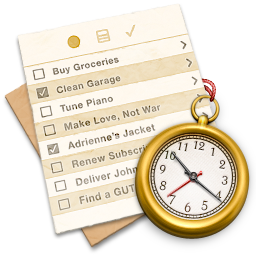 Buy Groceries
Clean Garage
Tune Piano
Make Love, Not War
Adrienne's Jacket
Renew Subscri
Deliver John
Find a GUT